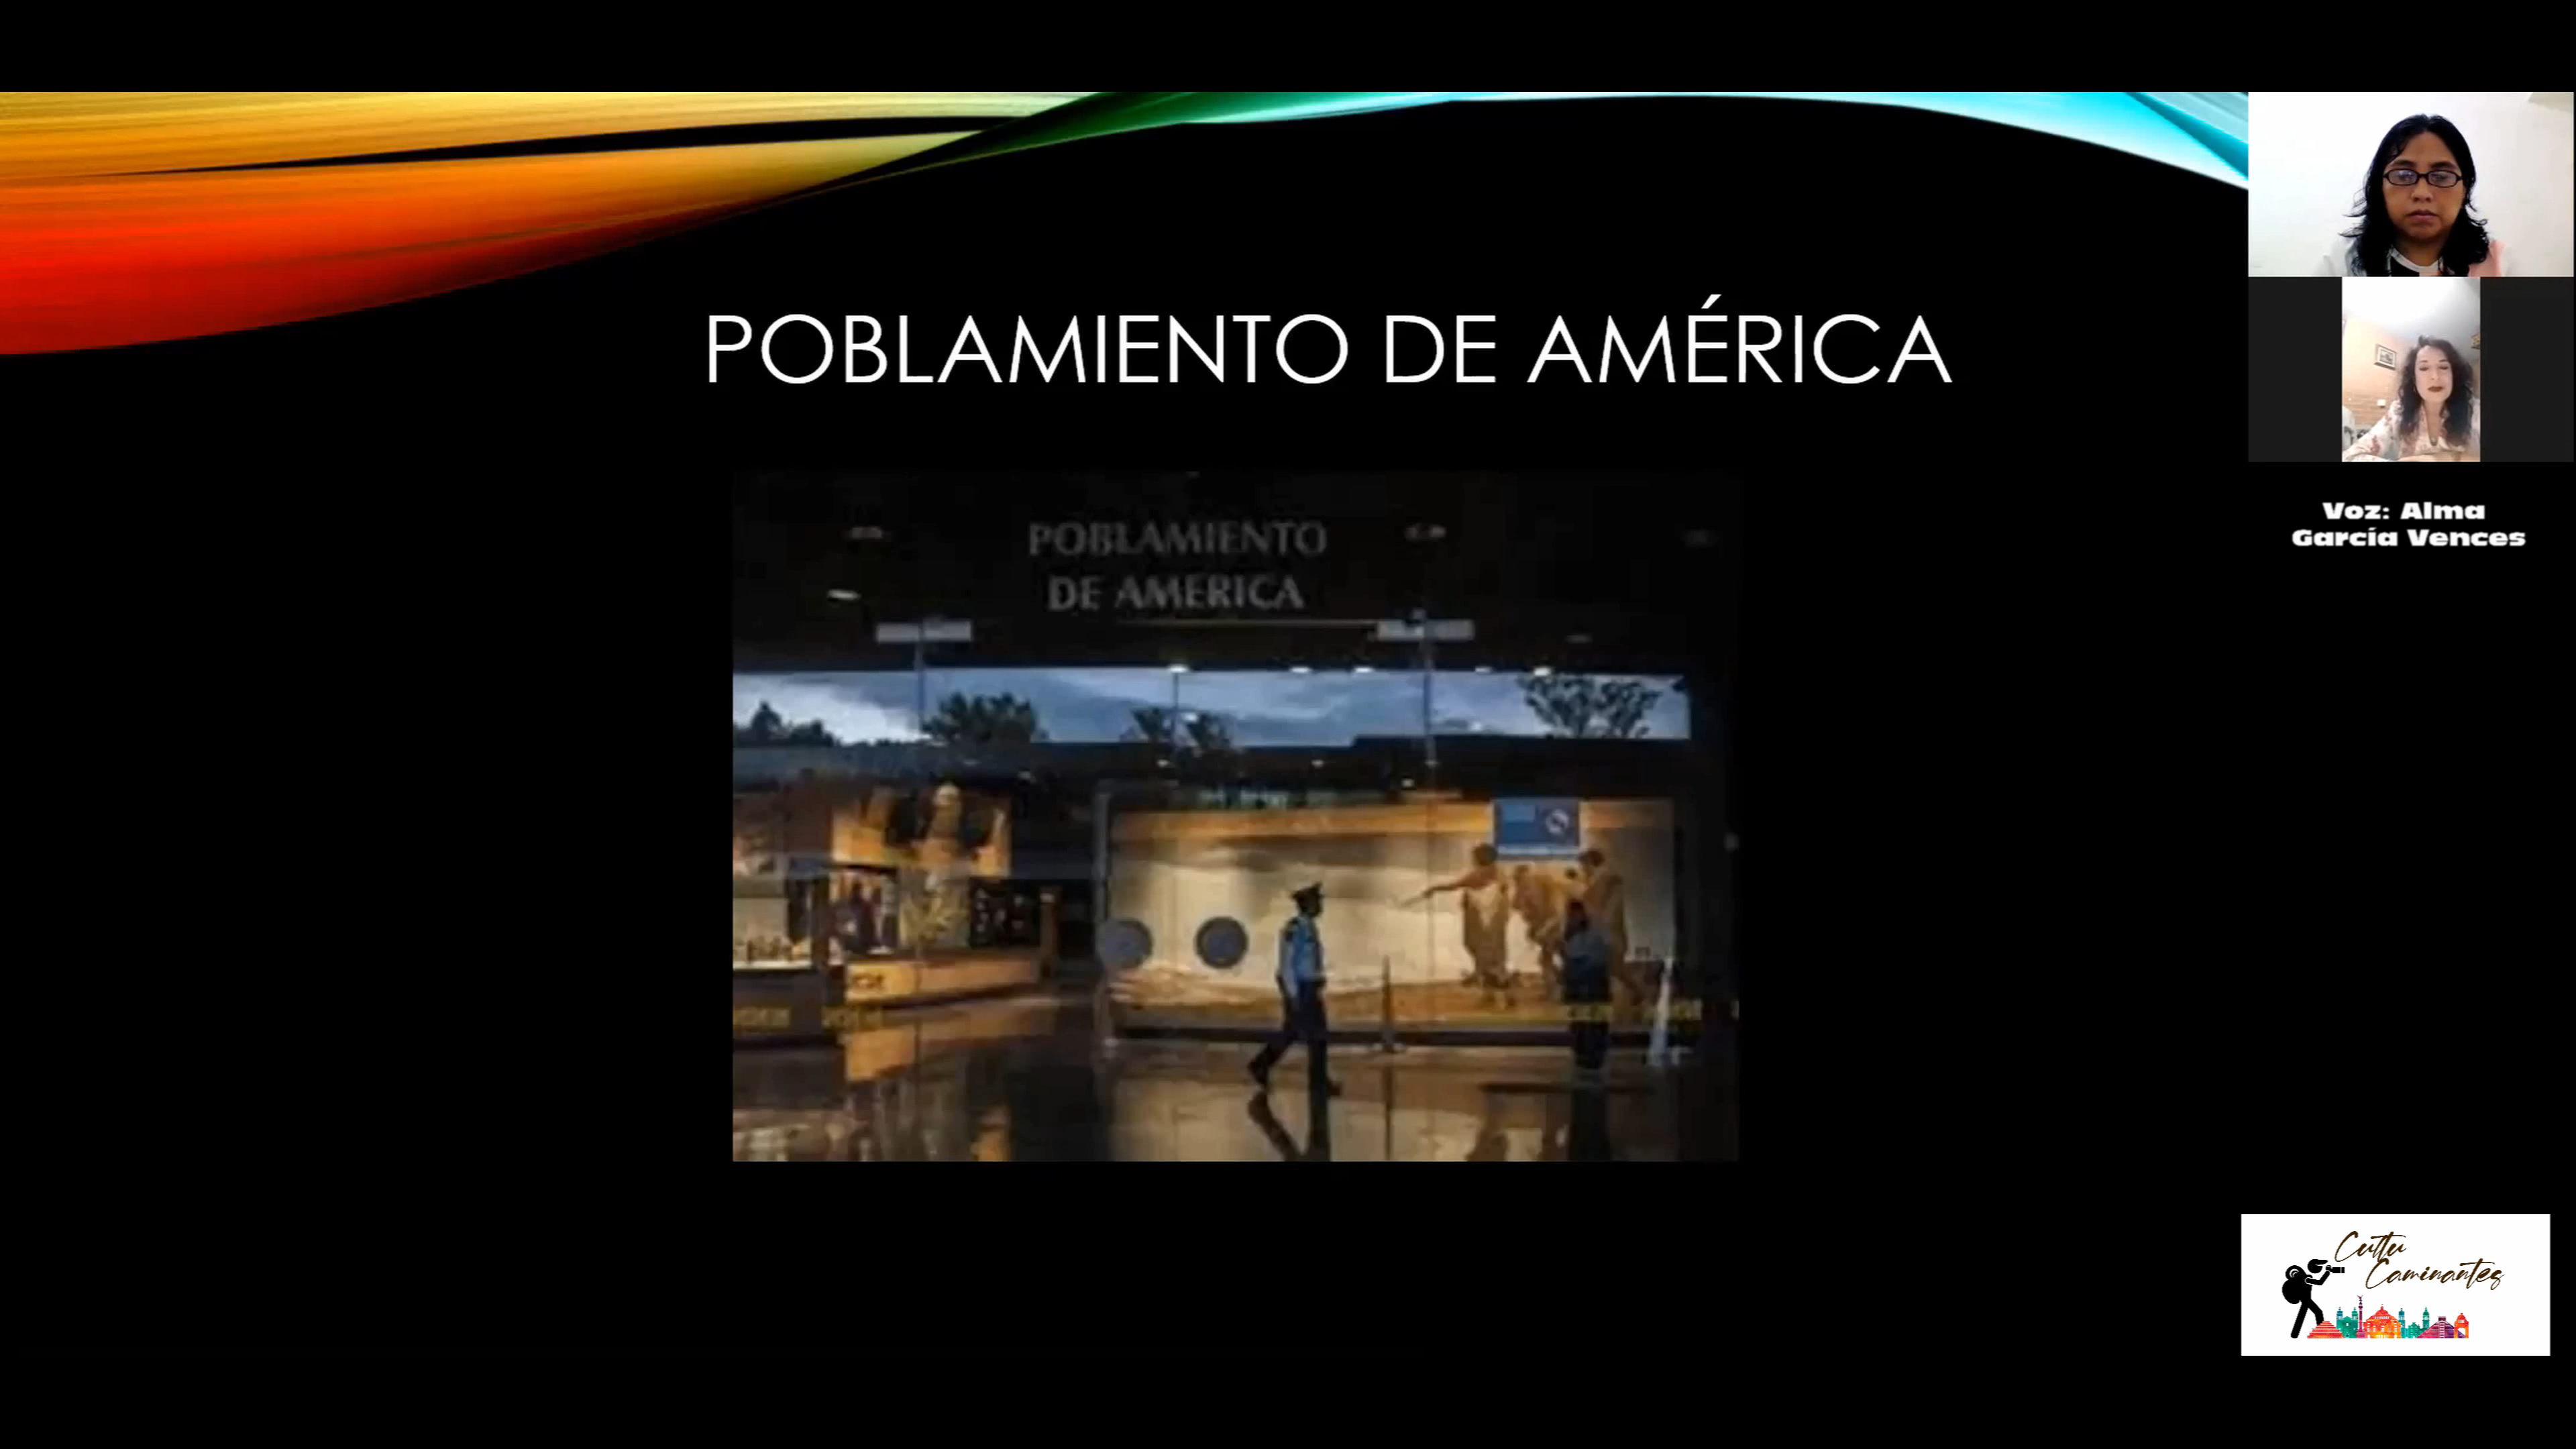 POBLAMIENTO DE AMÉRICA
POBLAMIENTO
DE AMERICA
Voz: Alma
García Vences
Cultu
Caminantes